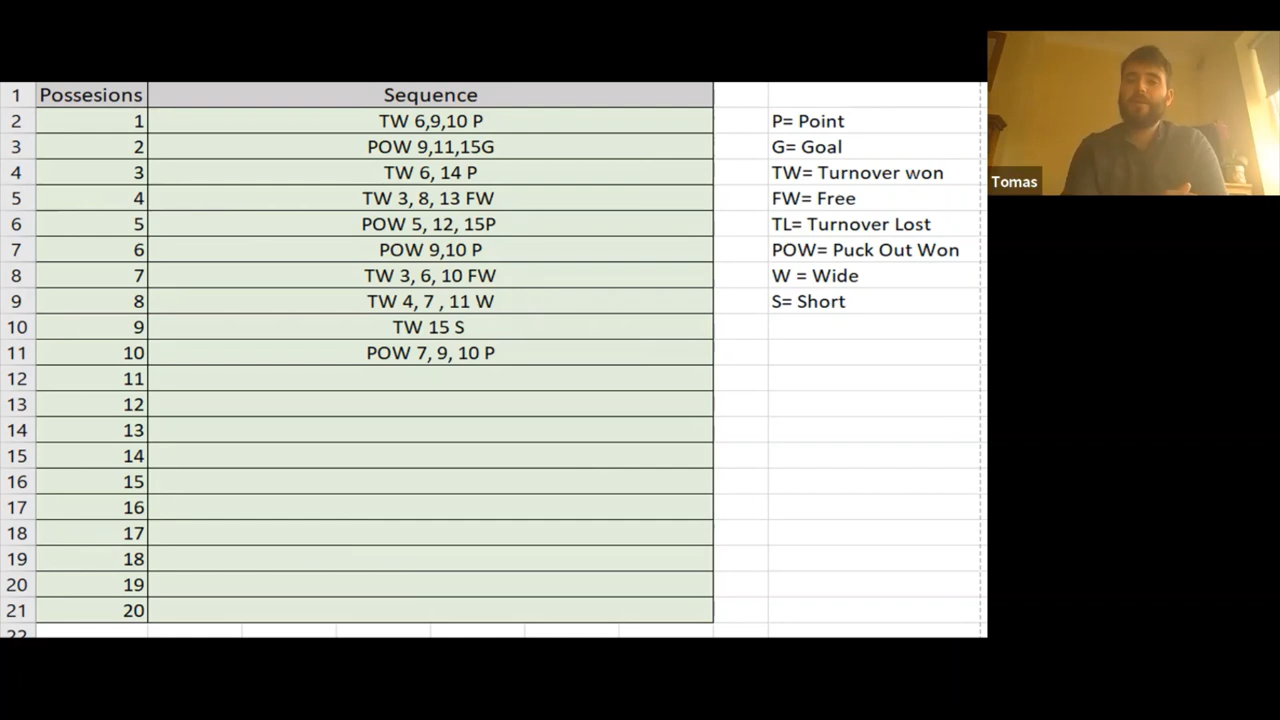 1 Possesions Sequence
2 1 TW 6,9,10 P P= Point
3 2 POW 9,11,15G G= Goal
4 3 TW 6, 14 P TW= Turnover won
5 4 TW 3, 8, 13 FW FW= Free
6 5 POW 5, 12, 15P TL= Turnover Lost
7 6 POW 9,10 P POW= Puck Out Won
8 7 TW 3, 6, 10 FW W = Wide
9 8 TW 4, 7 , 11 W S= Short
10 9 TW 15 S
11 10 POW 7, 9, 10 P
12 11
13 12
14 13
15 14
16 15
17 16
18 17
19 18
20 19
21 20
22
Tomas